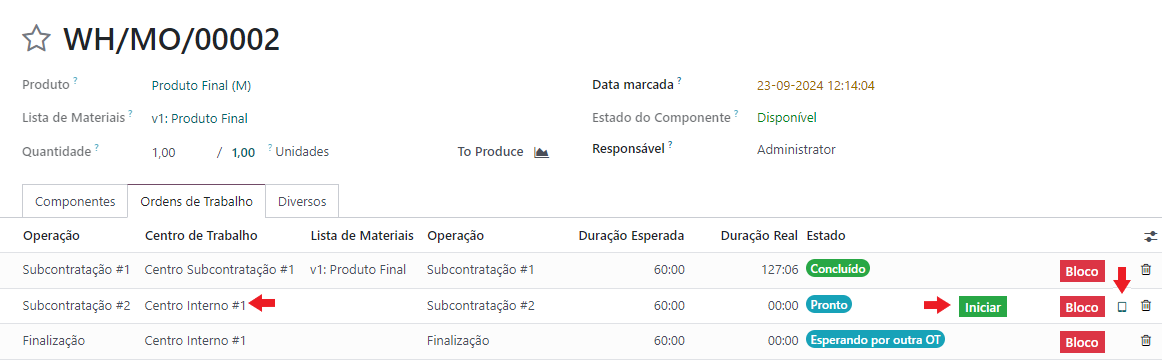 WH/MO/00002
Produto ? Produto Final (M) Data marcada ? 23-09-2024 12:14:04
Lista de Materiais ? v1: Produto Final Estado do Componente ? Disponível
Quantidade ? 1,00 / 1,00 ? Unidades To Produce Responsável ? Administrator
Componentes Ordens de Trabalho Diversos
Operação Centro de Trabalho Lista de Materiais Operação Duração Esperada Duração Real Estado
Subcontratação #1 Centro Subcontratação #1 v1: Produto Final Subcontratação #1 60:00 127:06 Concluído Bloco
Subcontratação #2 Centro Interno #1 Subcontratação #2 60:00 00:00 Pronto Iniciar Bloco
Finalização Centro Interno #1 Finalização 60:00 00:00 Esperando por outra OT Bloco